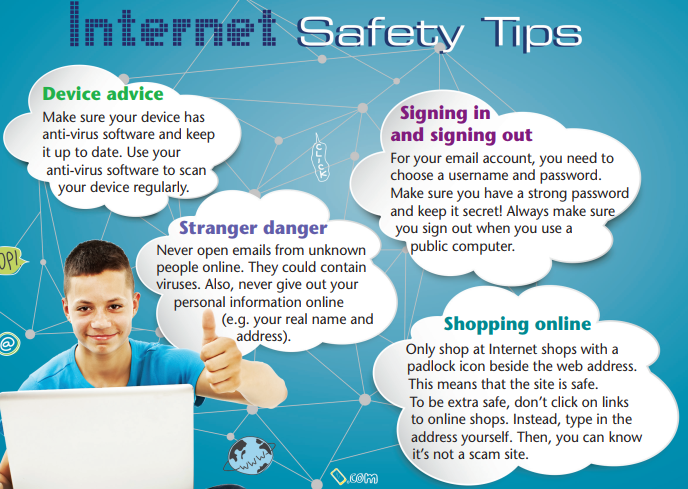 Internet Safety Tips
Device advice
Make sure your device has
anti-virus software and keep
it up to date. Use your
anti-virus software to scan
your device regularly.
Signing in
and signing out
For your email account, you need to
choose a username and password.
Make sure you have a strong password
and keep it secret! Always make sure
you sign out when you use a
public computer.
CLICK
Stranger danger
Never open emails from unknown
people online. They could contain
viruses. Also, never give out your
personal information online
(e.g. your real name and
address).
OP!
@
Shopping online
Only shop at Internet shops with a
padlock icon beside the web address.
This means that the site is safe.
To be extra safe, don't click on links
to online shops. Instead, type in the
address yourself. Then, you can know
it's not a scam site.
WWW
.com